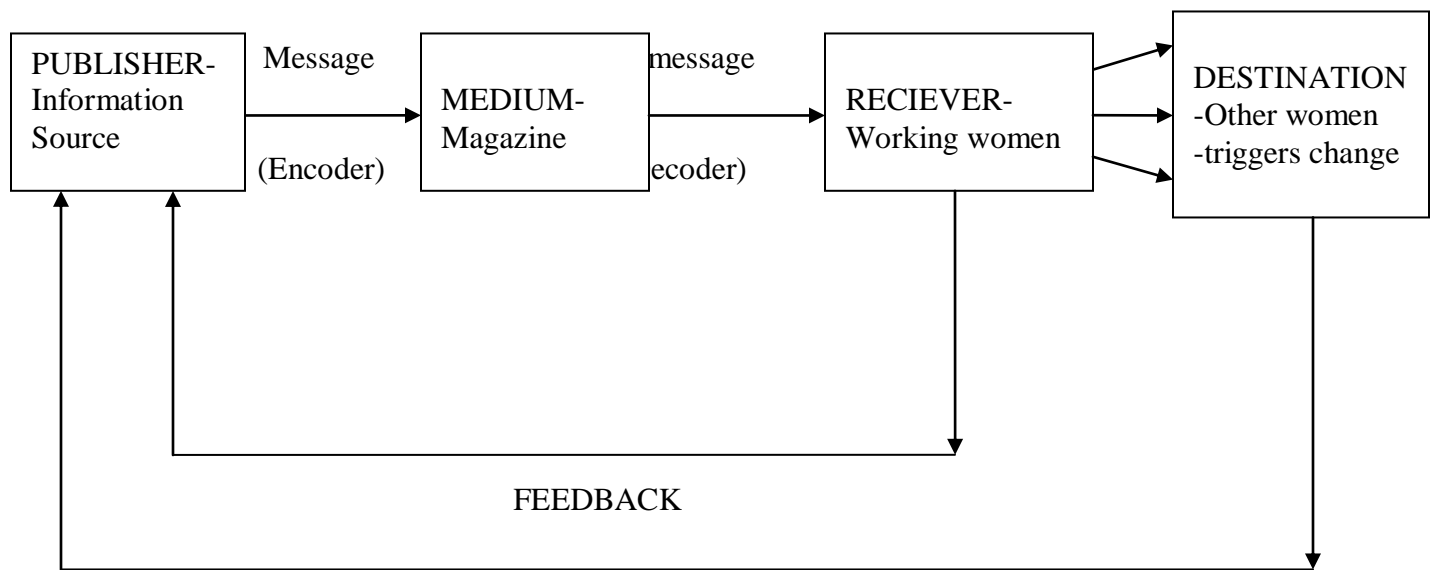 PUBLISHER-
Information
Source
Message
(Encoder)
MEDIUM-
Magazine
message
ecoder)
RECIEVER-
Working women
DESTINATION
-Other women
-triggers change
FEEDBACK